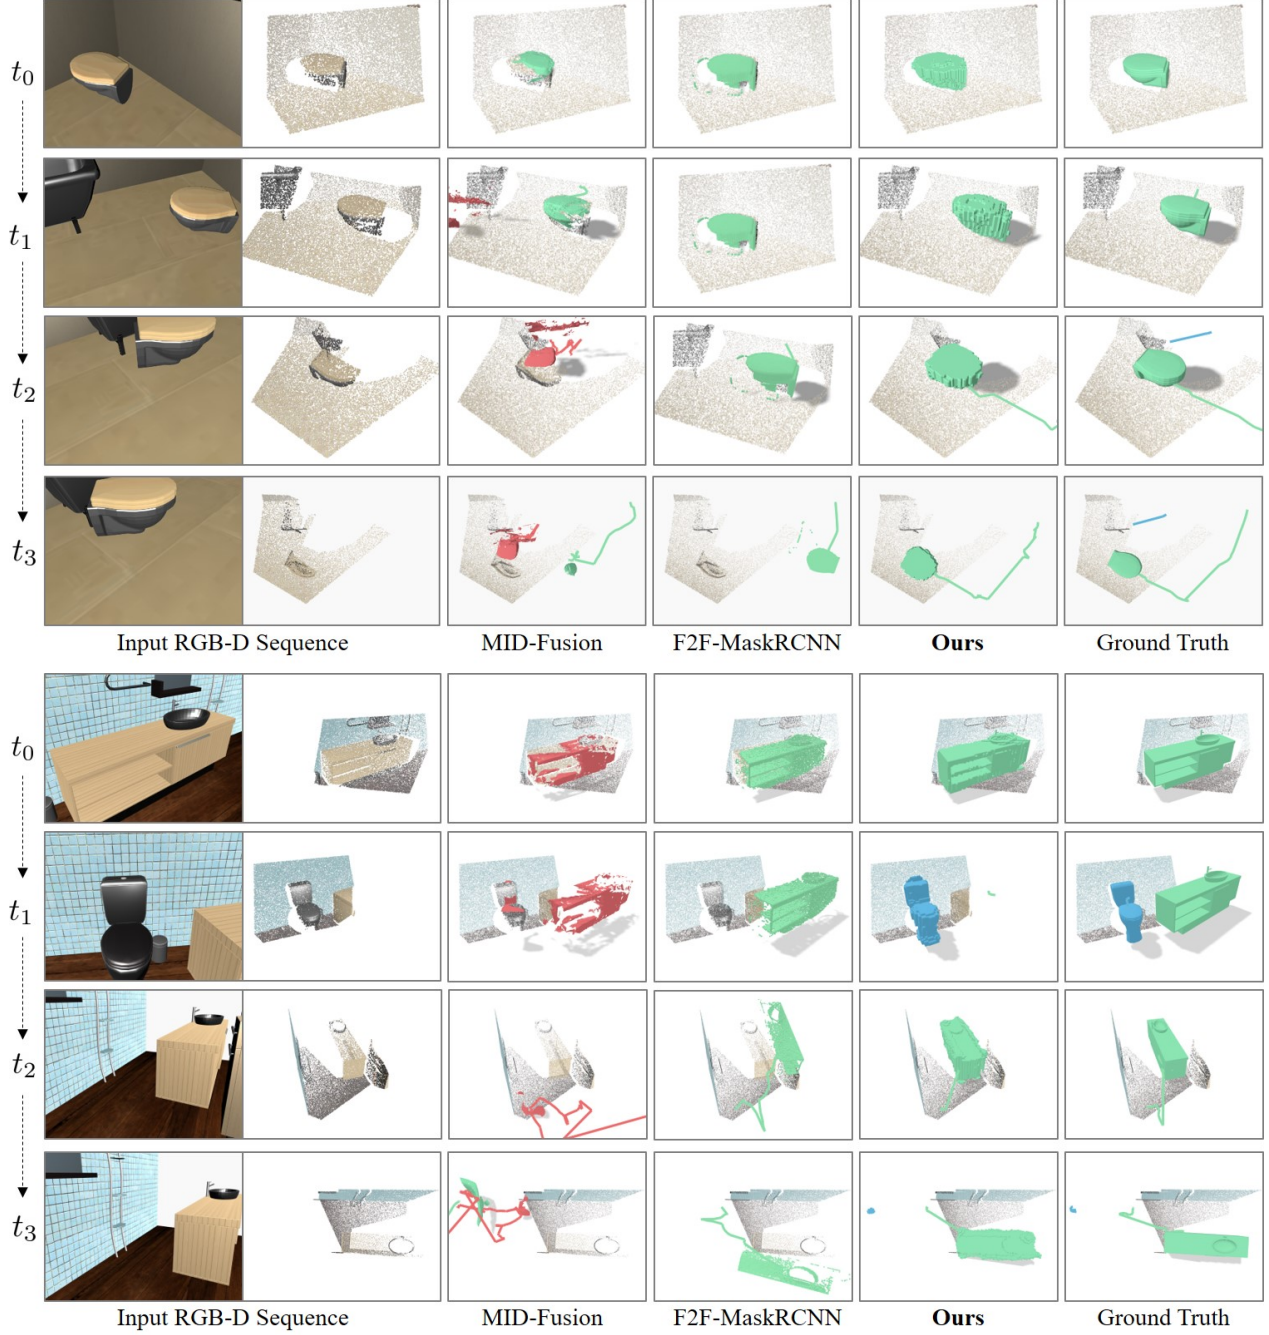 t0
t1
t2
t3
Input RGB-D Sequence MID-Fusion F2F-MaskRCNN Ours Ground Truth
t0
t1
t2
t3
Input RGB-D Sequence MID-Fusion F2F-MaskRCNN Ours Ground Truth